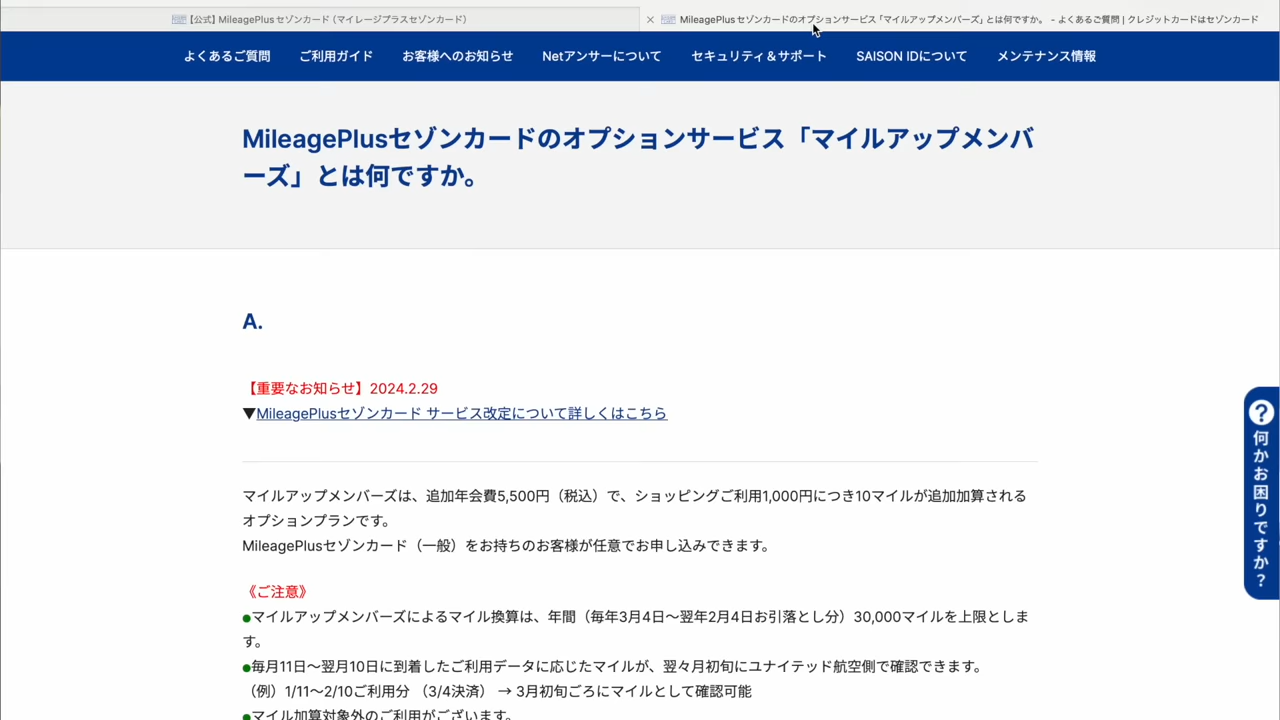 【公式】MileagePlusセゾンカード（マイレージプラスセゾンカード）
MileagePlusセゾンカードのオプションサービス「マイルアップメンバーズ」とは何ですか。 - よくあるご質問 | クレジットカードはセゾンカード
よくあるご質問 ご利用ガイド お客様へのお知らせ Netアンサーについて セキュリティ＆サポート SAISON IDについて メンテナンス情報
MileagePlusセゾンカードのオプションサービス「マイルアップメンバ
ーズ」とは何ですか。
A.
【重要なお知らせ】2024.2.29
▼MileagePlusセゾンカード サービス改定について詳しくはこちら
マイルアップメンバーズは、追加年会費5,500円（税込）で、ショッピングご利用1,000円につき10マイルが追加加算される
オプションプランです。
MileagePlusセゾンカード（一般）をお持ちのお客様が任意でお申し込みできます。
《ご注意》
●マイルアップメンバーズによるマイル換算は、年間（毎年3月4日～翌年2月4日お引落とし分）30,000マイルを上限としま
す。
●毎月11日～翌月10日に到着したご利用データに応じたマイルが、翌々月初旬にユナイテッド航空側で確認できます。
（例）1/11～2/10ご利用分 （3/4決済） → 3月初旬ごろにマイルとして確認可能
●マイル加算対象外のご利用がございます。
何かお困りですか？